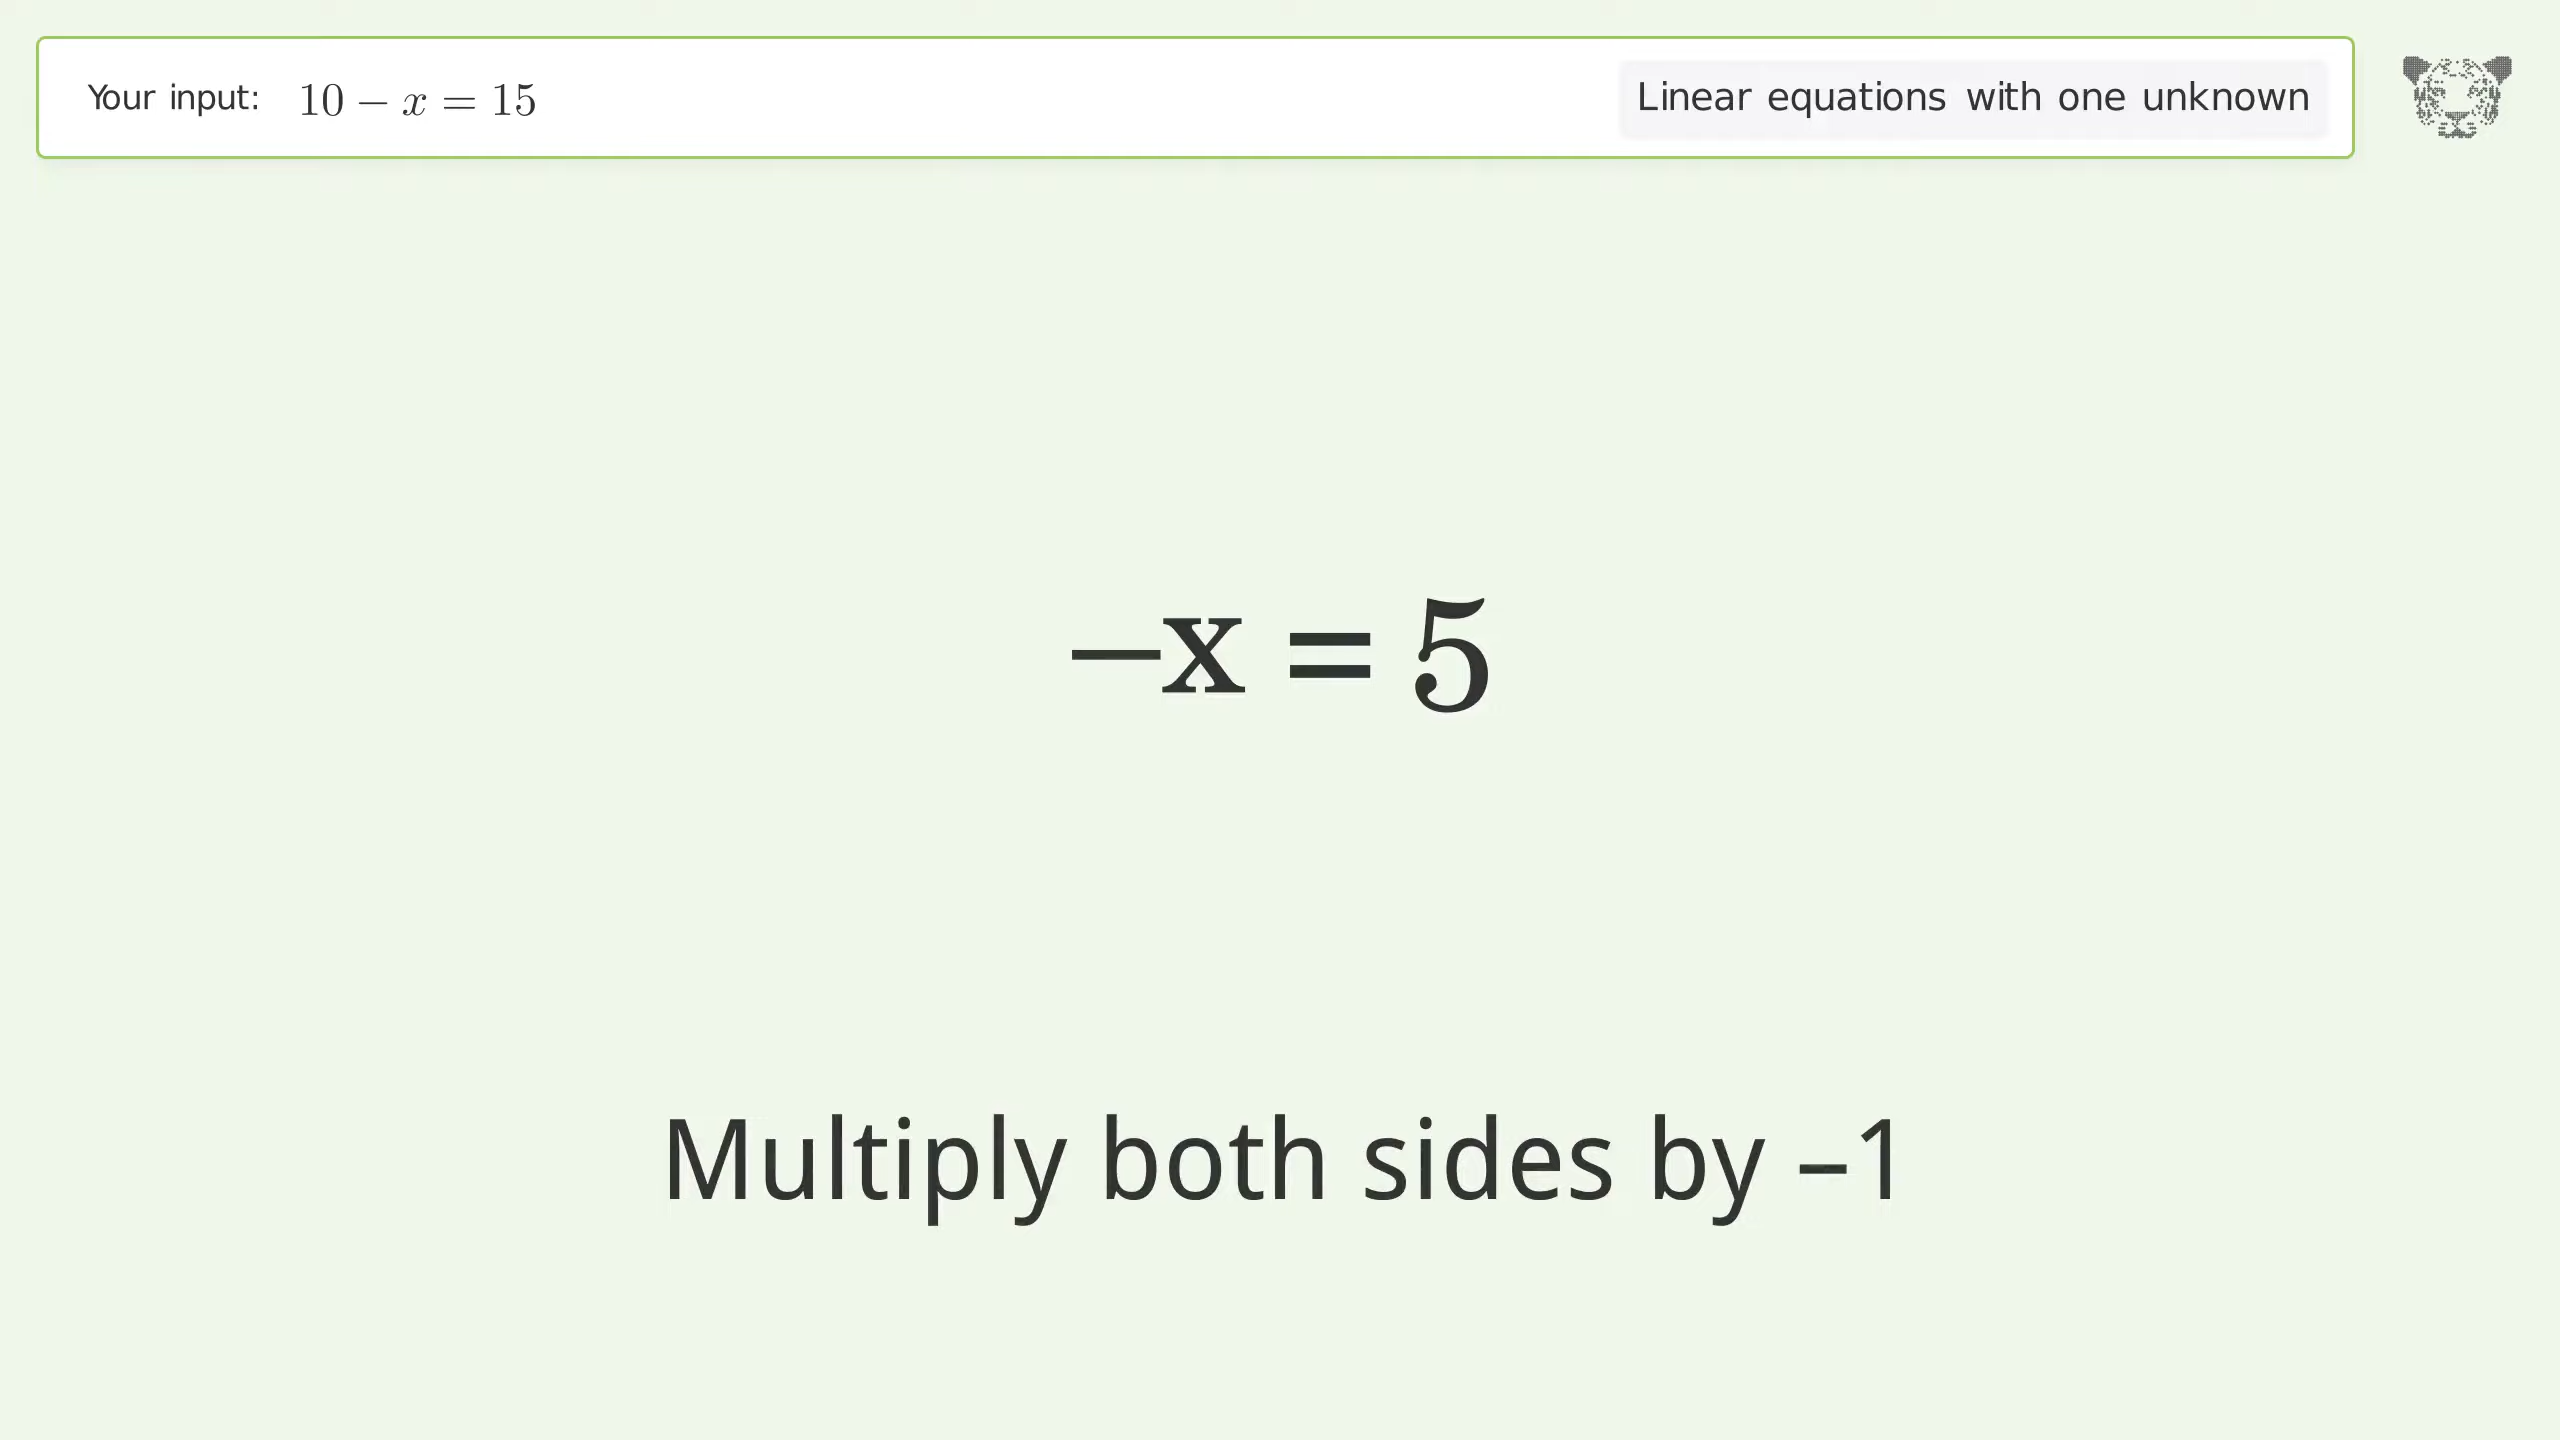 Your input: 10 − x = 15 Linear equations with one unknown
−x = 5
Multiply both sides by –1